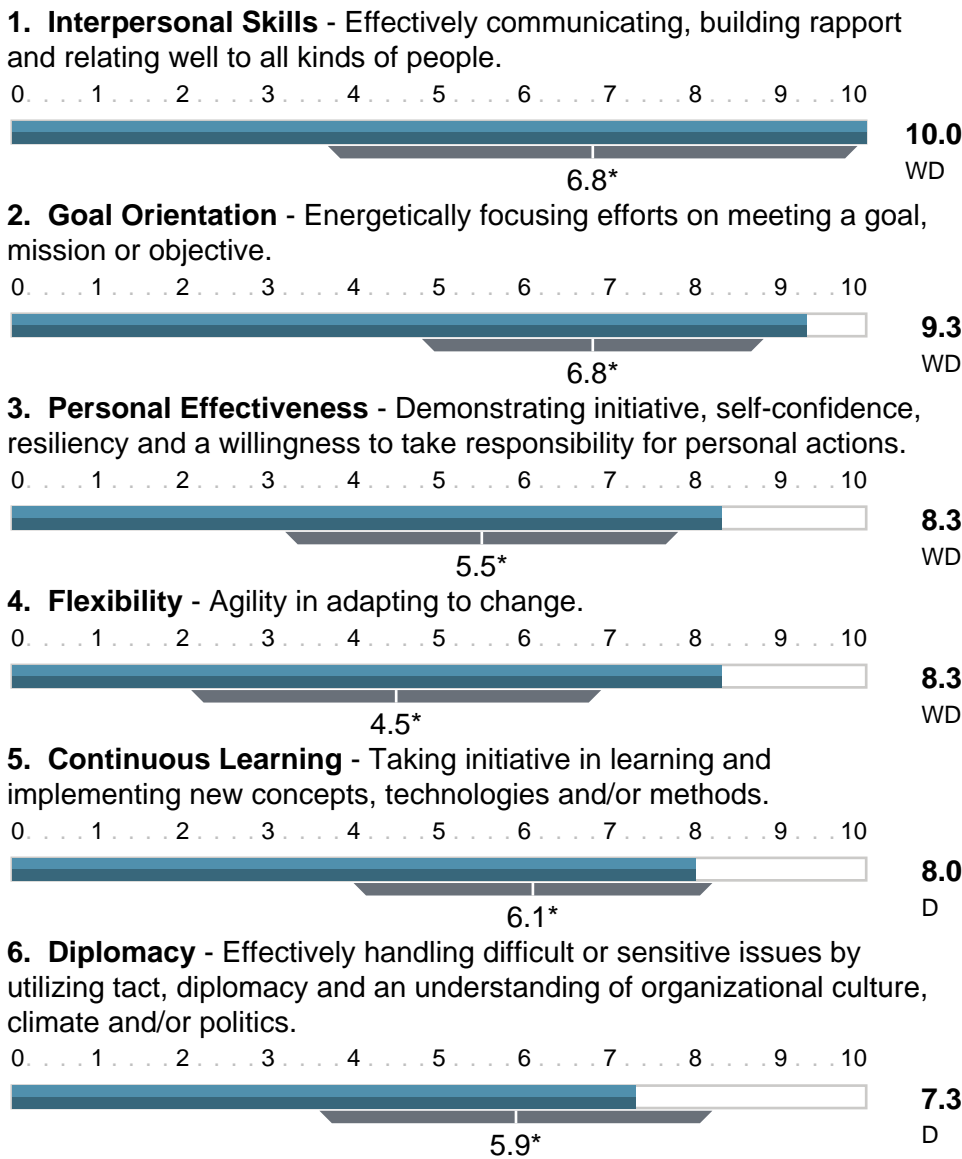 1. Interpersonal Skills - Effectively communicating, building rapport
and relating well to all kinds of people.
0. . . . 1 . . . . 2 . . . . 3 . . . . 4 . . . . 5 . . . . 6 . . . . 7 . . . . 8 . . . . 9 . . . 10
10.0
WD
6.8*
2. Goal Orientation - Energetically focusing efforts on meeting a goal,
mission or objective.
0. . . . 1 . . . . 2 . . . . 3 . . . . 4 . . . . 5 . . . . 6 . . . . 7 . . . . 8 . . . . 9 . . . 10
9.3
WD
6.8*
3. Personal Effectiveness - Demonstrating initiative, self-confidence,
resiliency and a willingness to take responsibility for personal actions.
0. . . . 1 . . . . 2 . . . . 3 . . . . 4 . . . . 5 . . . . 6 . . . . 7 . . . . 8 . . . . 9 . . . 10
8.3
WD
5.5*
4. Flexibility - Agility in adapting to change.
0. . . . 1 . . . . 2 . . . . 3 . . . . 4 . . . . 5 . . . . 6 . . . . 7 . . . . 8 . . . . 9 . . . 10
8.3
WD
4.5*
5. Continuous Learning - Taking initiative in learning and
implementing new concepts, technologies and/or methods.
0. . . . 1 . . . . 2 . . . . 3 . . . . 4 . . . . 5 . . . . 6 . . . . 7 . . . . 8 . . . . 9 . . . 10
8.0
D
6.1*
6. Diplomacy - Effectively handling difficult or sensitive issues by
utilizing tact, diplomacy and an understanding of organizational culture,
climate and/or politics.
0. . . . 1 . . . . 2 . . . . 3 . . . . 4 . . . . 5 . . . . 6 . . . . 7 . . . . 8 . . . . 9 . . . 10
7.3
D
5.9*